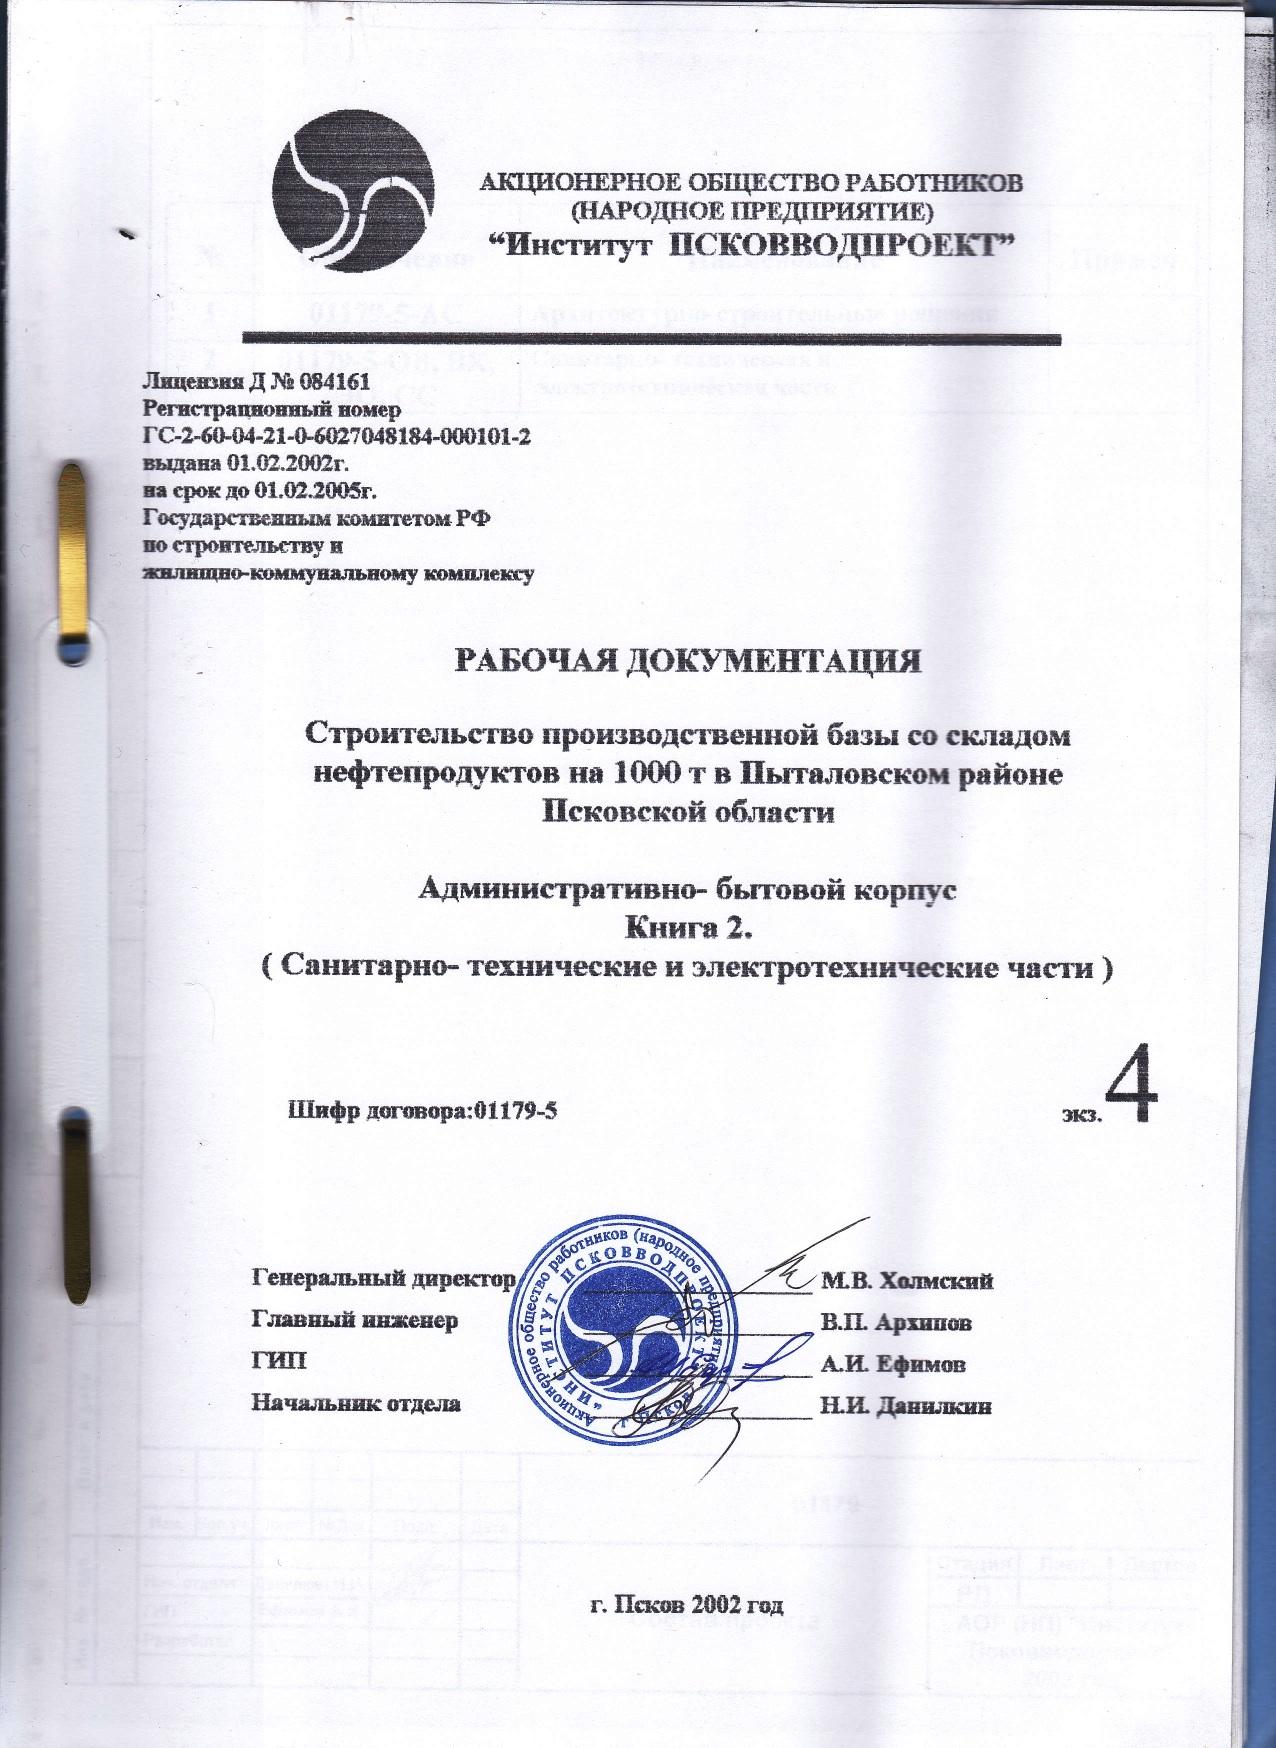 АКЦИОНЕРНОЕ ОБЩЕСТВО РАБОТНИКОВ
(НАРОДНОЕ ПРЕДПРИЯТИЕ)
“Институт ПСКОВВОДПРОЕКТ”
Лицензия Д № 084161
Регистрационный номер
ГС-2-60-04-21-0-6027048184-000101-2
выдана 01.02.2002г.
на срок до 01.02.2005г.
Государственным комитетом РФ
по строительству и
жилищно-коммунальному комплексу
РАБОЧАЯ ДОКУМЕНТАЦИЯ
Строительство производственной базы со складом
нефтепродуктов на 1000 т в Пыталовском районе
Псковской области
Административно- бытовой корпус
Книга 2.
( Санитарно- технические и электротехнические части )
Шифр договора:01179-5 экз.4
Генеральный директор М.В. Холмский
Главный инженер В.П. Архипов
ГИП А.И. Ефимов
Начальник отдела Н.И. Данилкин
Акционерное общество работников (народное предприятие
„ИНСТИТУТ ПСКОВВОДПРОЕКТ
г Псков
г. Псков 2002 год